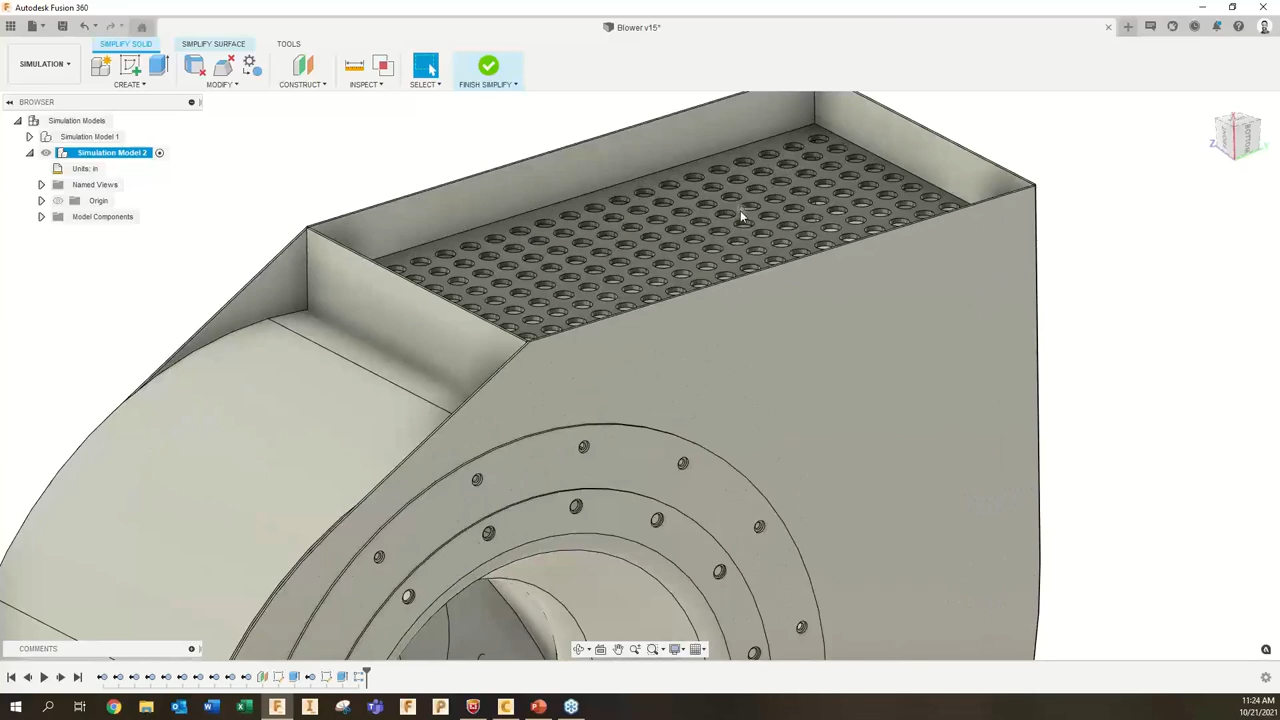 Autodesk Fusion 360
Blower v15*
SIMPLIFY SOLID
SIMPLIFY SURFACE
TOOLS
SIMULATION
CREATE
MODIFY
CONSTRUCT
INSPECT
SELECT
FINISH SIMPLIFY
BROWSER
Simulation Models
Simulation Model 1
Simulation Model 2
Units: in
Named Views
Origin
Model Components
BOTTOM
X
Z
COMMENTS
11:24 AM
10/21/2021